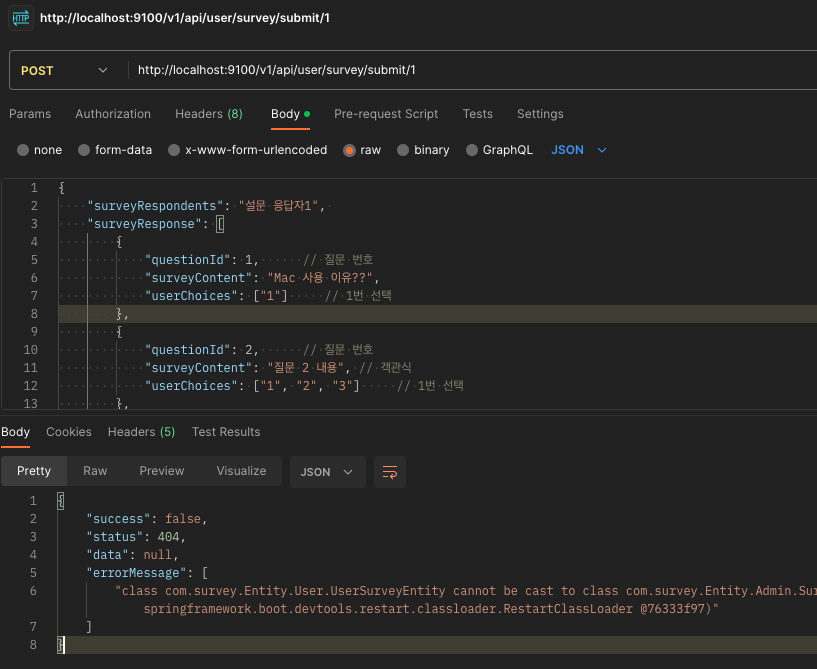 HTTP http://localhost:9100/v1/api/user/survey/submit/1
POST http://localhost:9100/v1/api/user/survey/submit/1
Params Authorization Headers (8) Body Pre-request Script Tests Settings
none form-data x-www-form-urlencoded raw binary GraphQL JSON
1 {
2 "surveyRespondents": "설문 응답자1",
3 "surveyResponse": [
4 {
5 "questionId": 1, // 질문 번호
6 "surveyContent": "Mac 사용 이유??",
7 "userChoices": ["1"] // 1번 선택
8 },
9 {
10 "questionId": 2, // 질문 번호
11 "surveyContent": "질문 2 내용", // 객관식
12 "userChoices": ["1", "2", "3"] // 1번 선택
13 },
Body Cookies Headers (5) Test Results
Pretty Raw Preview Visualize JSON
1 {
2 "success": false,
3 "status": 404,
4 "data": null,
5 "errorMessage": [
6 "class com.survey.Entity.User.UserSurveyEntity cannot be cast to class com.survey.Entity.Admin.Sur
springframework.boot.devtools.restart.classloader.RestartClassLoader @76333f97)"
7 ]
8 }